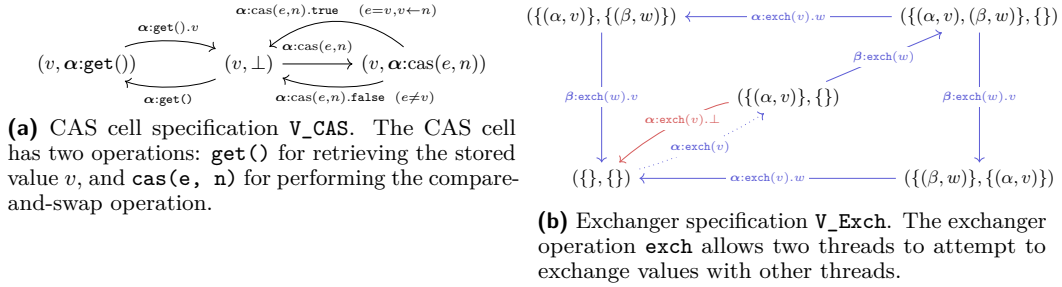 α:cas(e,n).true (e=v,v←n)
α:get().v
α:cas(e,n)
(v, α:get()) (v, ⊥) (v, α:cas(e, n))
α:get()
α:cas(e,n).false (e≠v)
(a) CAS cell specification V_CAS. The CAS cell
has two operations: get() for retrieving the stored
value v, and cas(e, n) for performing the compare-
and-swap operation.
({(α, v)}, {(β, w)}) α:exch(v).w ({(α, v), (β, w)}, {})
β:exch(w)
β:exch(w).v ({(α, v)}, {}) β:exch(w).v
α:exch(v).⊥
α:exch(v)
({}, {}) α:exch(v).w ({(β, w)}, {(α, v)})
(b) Exchanger specification V_Exch. The exchanger
operation exch allows two threads to attempt to
exchange values with other threads.